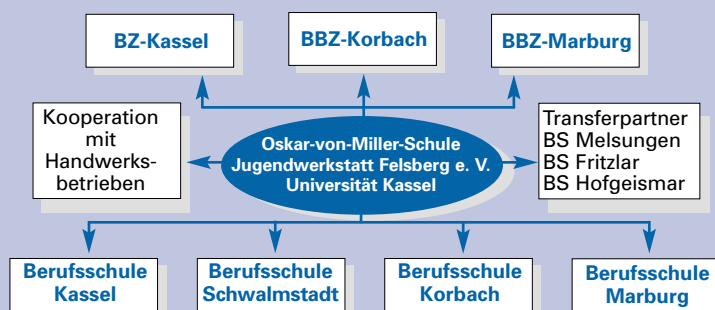 BZ-Kassel
BBZ-Korbach
BBZ-Marburg
Kooperation
mit
Handwerks-
betrieben
Oskar-von-Miller-Schule
Jugendwerkstatt Felsberg e. V.
Universität Kassel
Transferpartner
BS Melsungen
BS Fritzlar
BS Hofgeismar
Berufsschule
Kassel
Berufsschule
Schwalmstadt
Berufsschule
Korbach
Berufsschule
Marburg